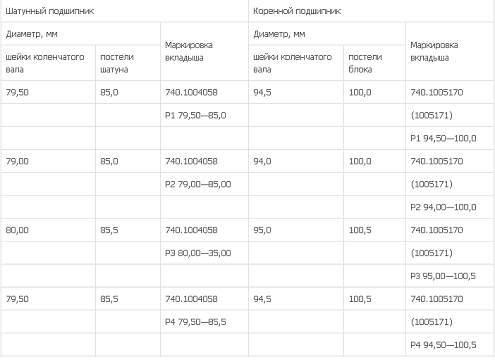 Шатунный подшипник Коренной подшипник
Диаметр, мм Маркировка вкладыша Диаметр, мм Маркировка вкладыша
шейки коленчатого вала постели шатуна шейки коленчатого вала постели блока
79,50 85,0 740.1004058 94,5 100,0 740.1005170
Р1 79,50—85,0 (1005171)
Р1 94,50—100,0
79,00 85,0 740.1004058 94,0 100,0 740.1005170
Р2 79,00—85,00 (1005171)
Р2 94,00—100,0
80,00 85,5 740.1004058 95,0 100,5 740.1005170
Р3 80,00—35,00 (1005171)
Р3 95,00—100,5
79,50 85,5 740.1004058 94,5 100,5 740.1005170
Р4 79,50—85,5 (1005171)
Р4 94,50—100,5